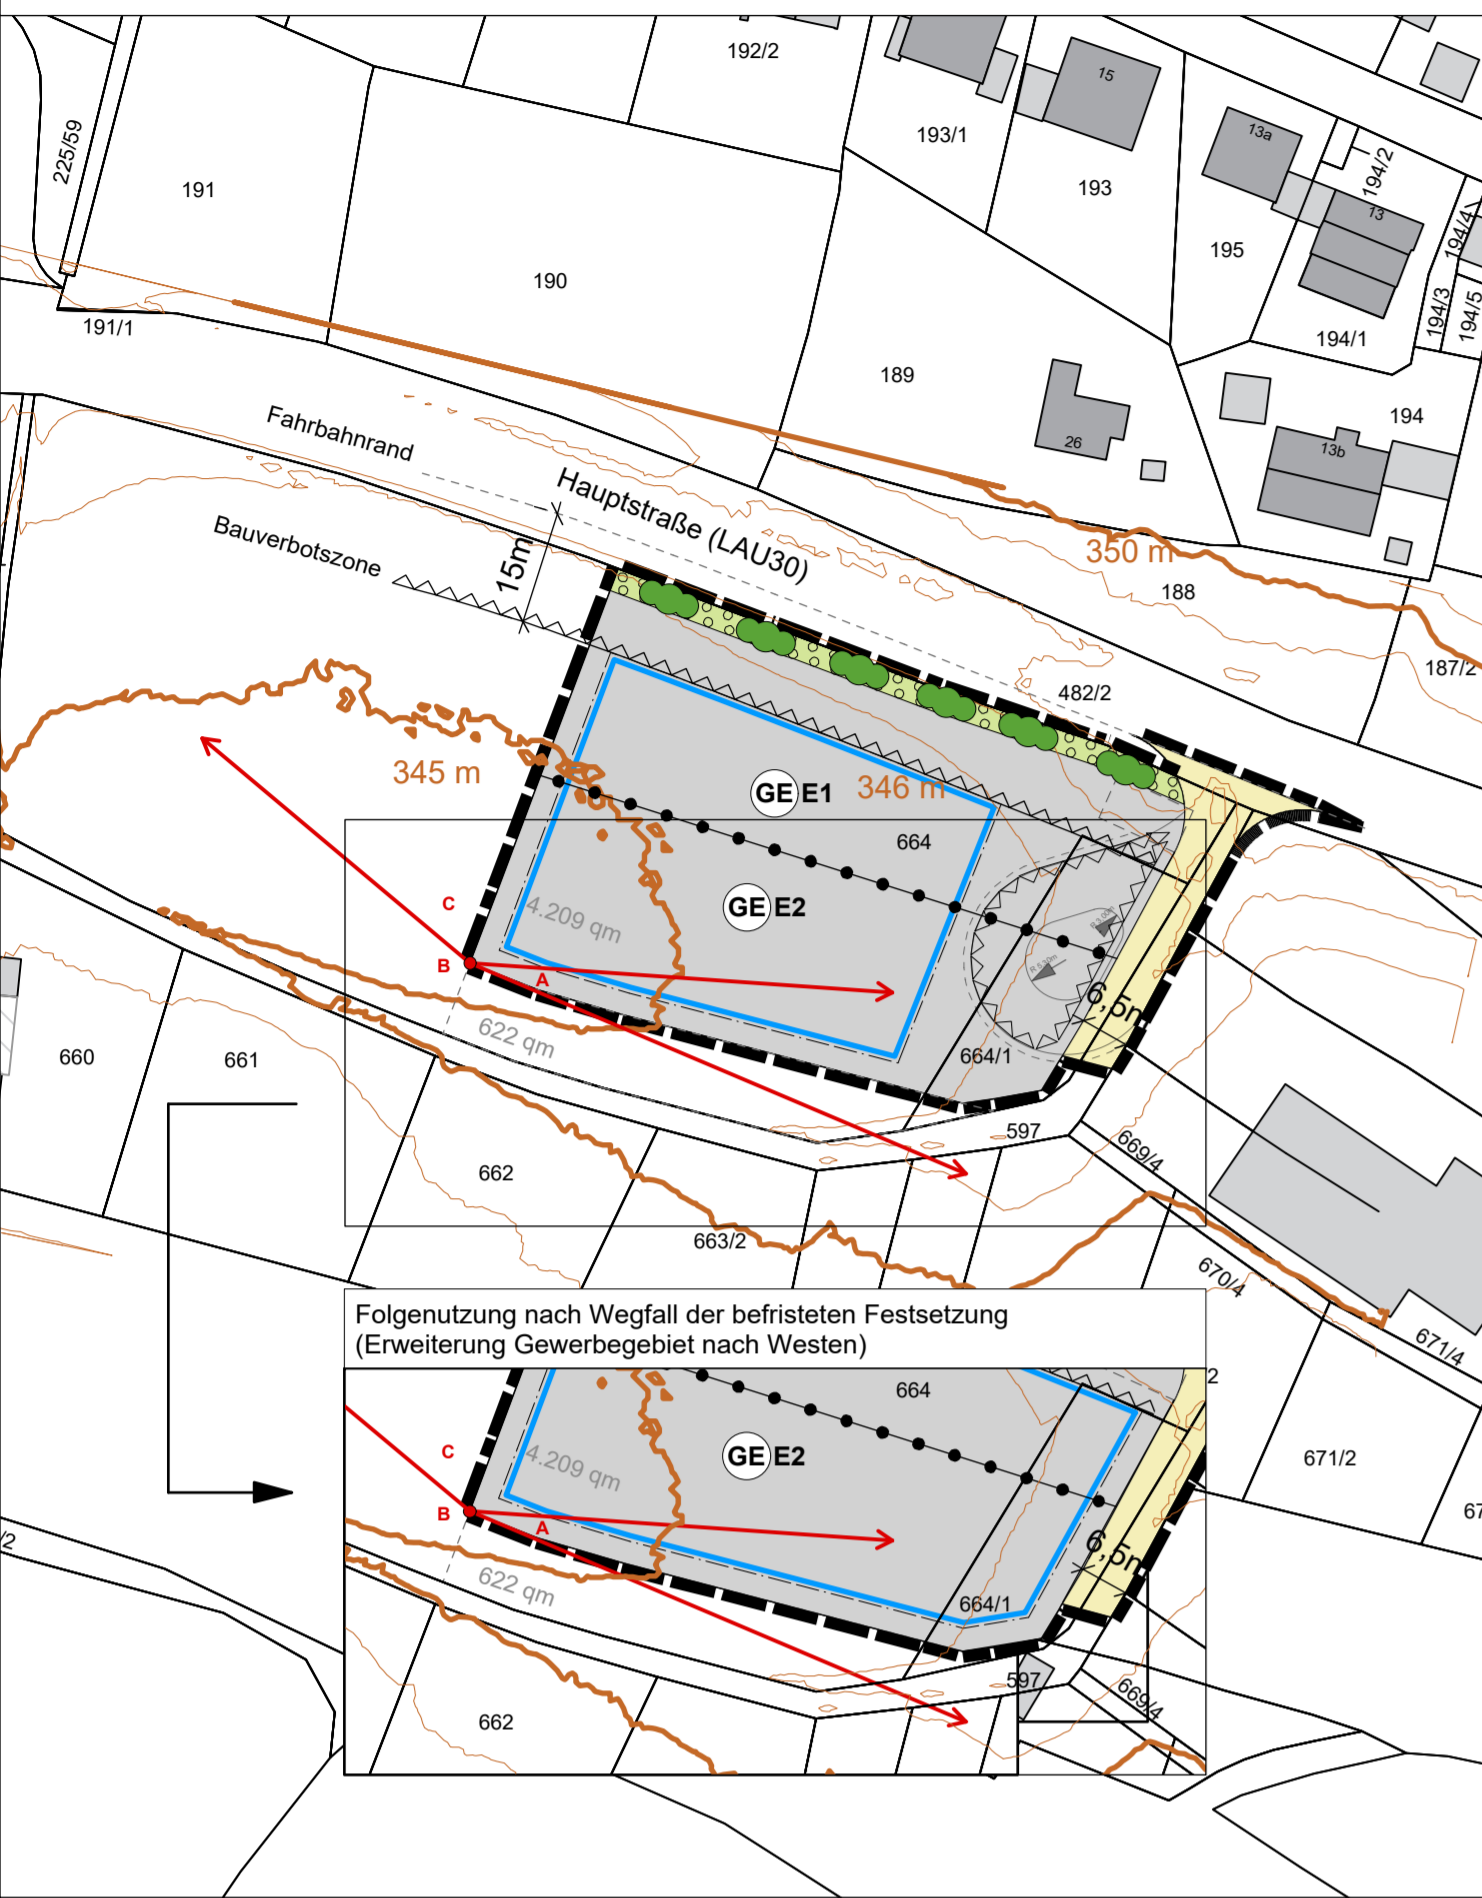 192/2
15
193/1
13a
194/2
225/59
191
193
13
194/4
195
190
194/3
194/5
191/1
194/1
189
194
Fahrbahnrand
26
13b
Hauptstraße (LAU30)
Bauverbotszone
15m
350 m
188
187/2
482/2
345 m
GE E1
346 m
664
C
4.209 qm
GE E2
B
A
6,5m
622 qm
660
661
664/1
597
669/4
662
663/2
670/4
Folgenutzung nach Wegfall der befristeten Festsetzung
(Erweiterung Gewerbegebiet nach Westen)
671/4
664
2
C
4.209 qm
GE E2
671/2
B
A
67
/2
6,5m
622 qm
664/1
597
669/4
662